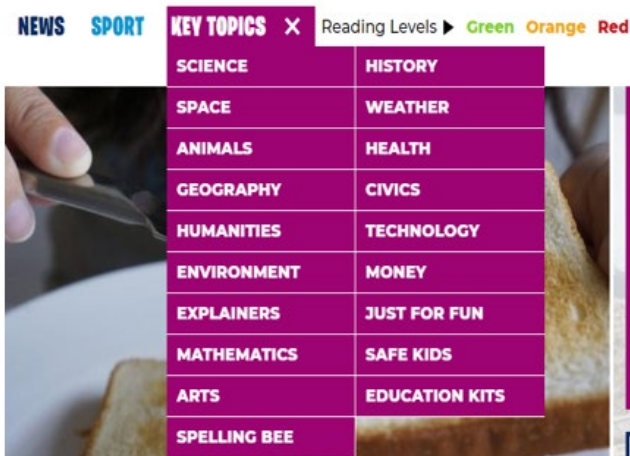 NEWS SPORT KEY TOPICS X Reading Levels ▶ Green Orange Red
SCIENCE HISTORY
SPACE WEATHER
ANIMALS HEALTH
GEOGRAPHY CIVICS
HUMANITIES TECHNOLOGY
ENVIRONMENT MONEY
EXPLAINERS JUST FOR FUN
MATHEMATICS SAFE KIDS
ARTS EDUCATION KITS
SPELLING BEE